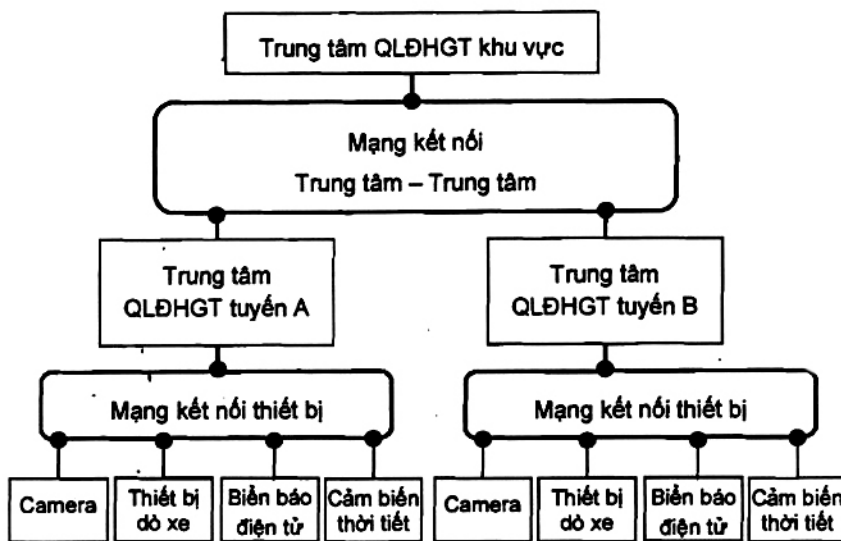 Trung tâm QLĐHGT khu vực
Mạng kết nối
Trung tâm – Trung tâm
Trung tâm
QLĐHGT tuyến A
Trung tâm
QLĐHGT tuyến B
Mạng kết nối thiết bị
Mạng kết nối thiết bị
Camera
Thiết bị
dò xe
Biển báo
điện tử
Cảm biến
thời tiết
Camera
Thiết bị
dò xe
Biển báo
điện tử
Cảm biến
thời tiết